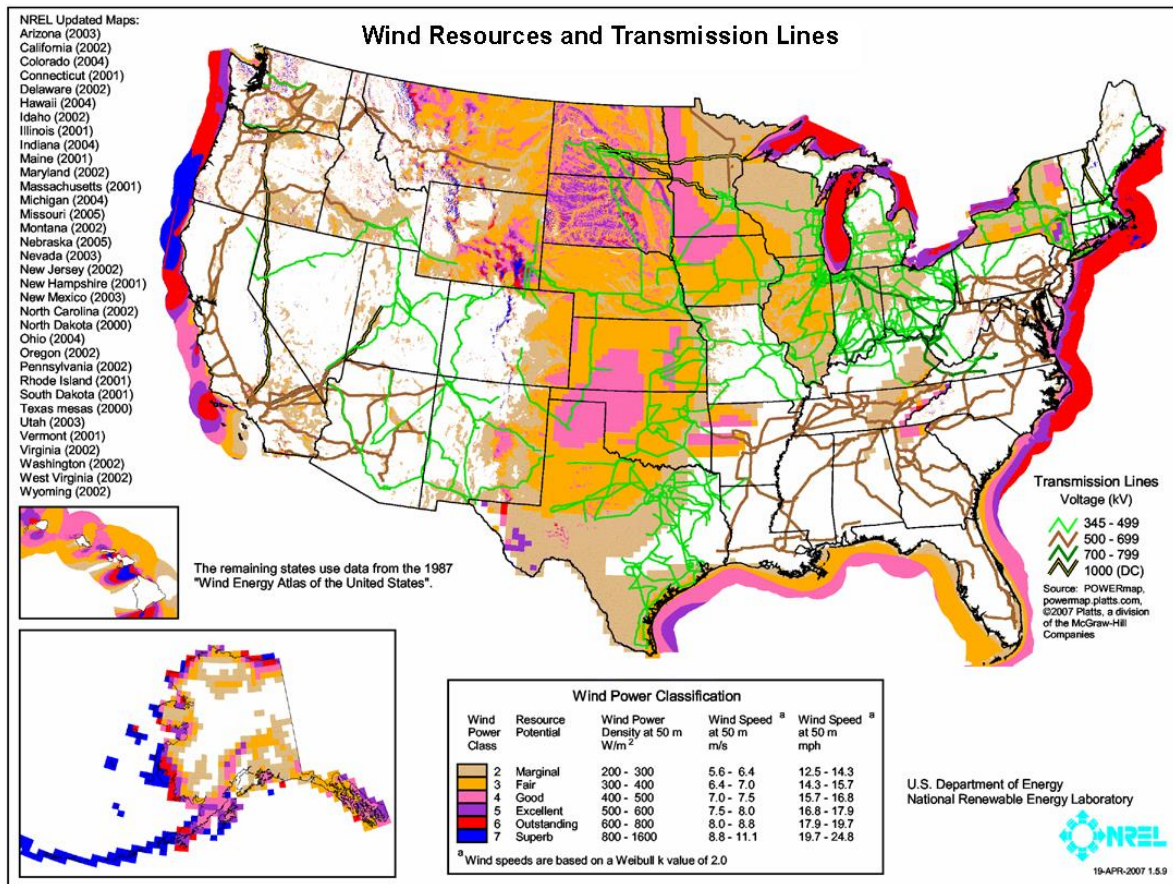 NREL Updated Maps:
Arizona (2003)
California (2002)
Colorado (2004)
Connecticut (2001)
Delaware (2002)
Hawaii (2004)
Idaho (2002)
Illinois (2001)
Indiana (2004)
Maine (2001)
Maryland (2002)
Massachusetts (2001)
Michigan (2004)
Missouri (2005)
Montana (2002)
Nebraska (2005)
Nevada (2003)
New Jersey (2002)
New Hampshire (2001)
New Mexico (2003)
North Carolina (2002)
North Dakota (2000)
Ohio (2004)
Oregon (2002)
Pennsylvania (2002)
Rhode Island (2001)
South Dakota (2001)
Texas mesas (2000)
Utah (2003)
Vermont (2001)
Virginia (2002)
Washington (2002)
West Virginia (2002)
Wyoming (2002)
Wind Resources and Transmission Lines
The remaining states use data from the 1987
"Wind Energy Atlas of the United States".
Transmission Lines
Voltage (kV)
345 - 499
500 - 699
700 - 799
1000 (DC)
Source: POWERmap,
powermap.platts.com,
©2007 Platts, a division
of the McGraw-Hill
Companies
Wind Power Classification
Wind Resource Wind Power Wind Speed a Wind Speed a
Power Potential Density at 50 m at 50 m at 50 m
Class W/m 2 m/s mph
2 Marginal 200 - 300 5.6 - 6.4 12.5 - 14.3
3 Fair 300 - 400 6.4 - 7.0 14.3 - 15.7
4 Good 400 - 500 7.0 - 7.5 15.7 - 16.8
5 Excellent 500 - 600 7.5 - 8.0 16.8 - 17.9
6 Outstanding 600 - 800 8.0 - 8.8 17.9 - 19.7
7 Superb 800 - 1600 8.8 - 11.1 19.7 - 24.8
a Wind speeds are based on a Weibull k value of 2.0
U.S. Department of Energy
National Renewable Energy Laboratory
NREL
19-APR-2007 1.5.9